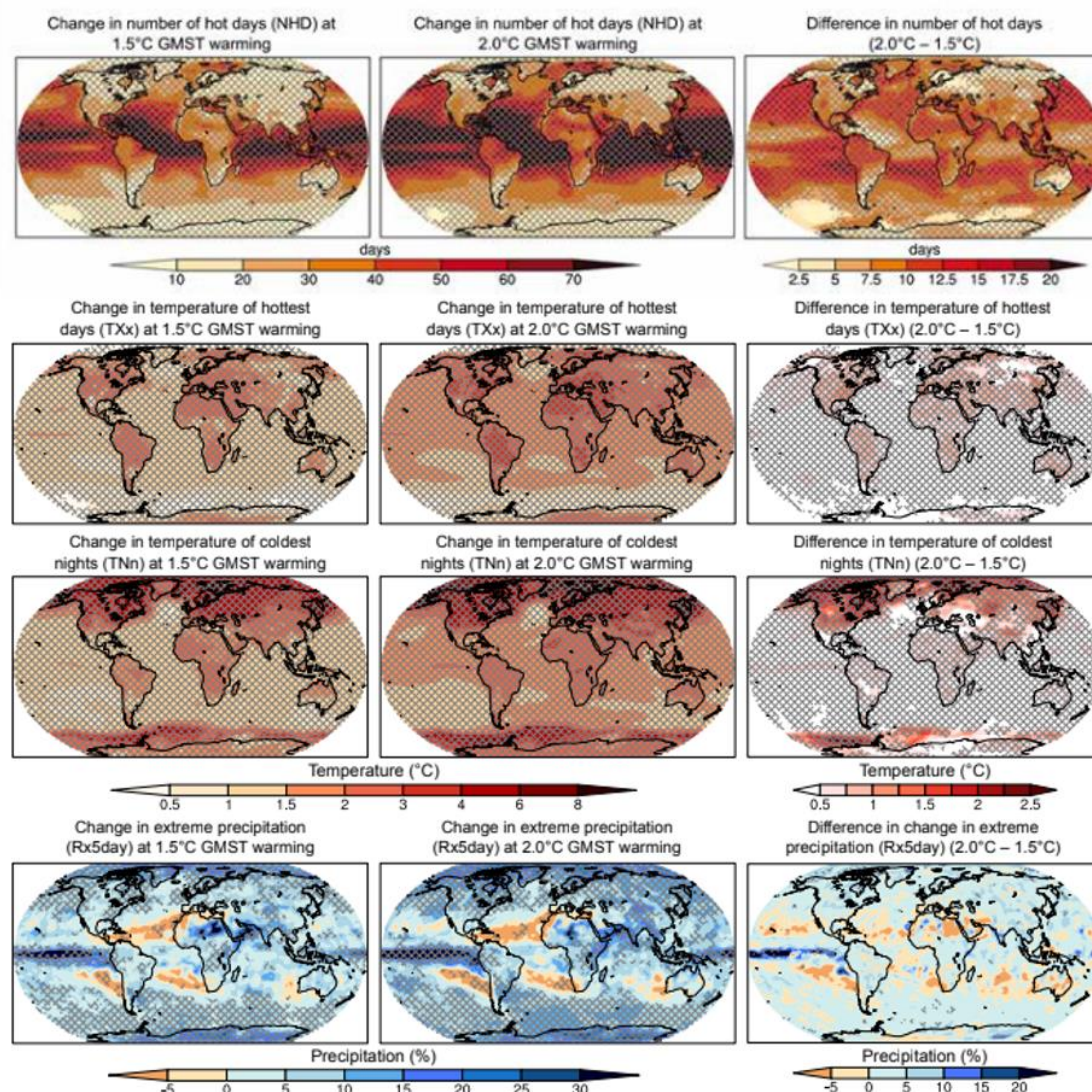 Change in number of hot days (NHD) at
1.5°C GMST warming
Change in number of hot days (NHD) at
2.0°C GMST warming
Difference in number of hot days
(2.0°C – 1.5°C)
days
10 20 30 40 50 60 70
days
2.5 5 7.5 10 12.5 15 17.5 20
Change in temperature of hottest
days (TXx) at 1.5°C GMST warming
Change in temperature of hottest
days (TXx) at 2.0°C GMST warming
Difference in temperature of hottest
days (TXx) (2.0°C – 1.5°C)
Change in temperature of coldest
nights (TNn) at 1.5°C GMST warming
Change in temperature of coldest
nights (TNn) at 2.0°C GMST warming
Difference in temperature of coldest
nights (TNn) (2.0°C – 1.5°C)
Temperature (°C)
0.5 1 1.5 2 3 4 6 8
Temperature (°C)
0.5 1 1.5 2 2.5
Change in extreme precipitation
(Rx5day) at 1.5°C GMST warming
Change in extreme precipitation
(Rx5day) at 2.0°C GMST warming
Difference in change in extreme
precipitation (Rx5day) (2.0°C – 1.5°C)
Precipitation (%)
-5 0 5 10 15 20 25 30
Precipitation (%)
-5 0 5 10 15 20